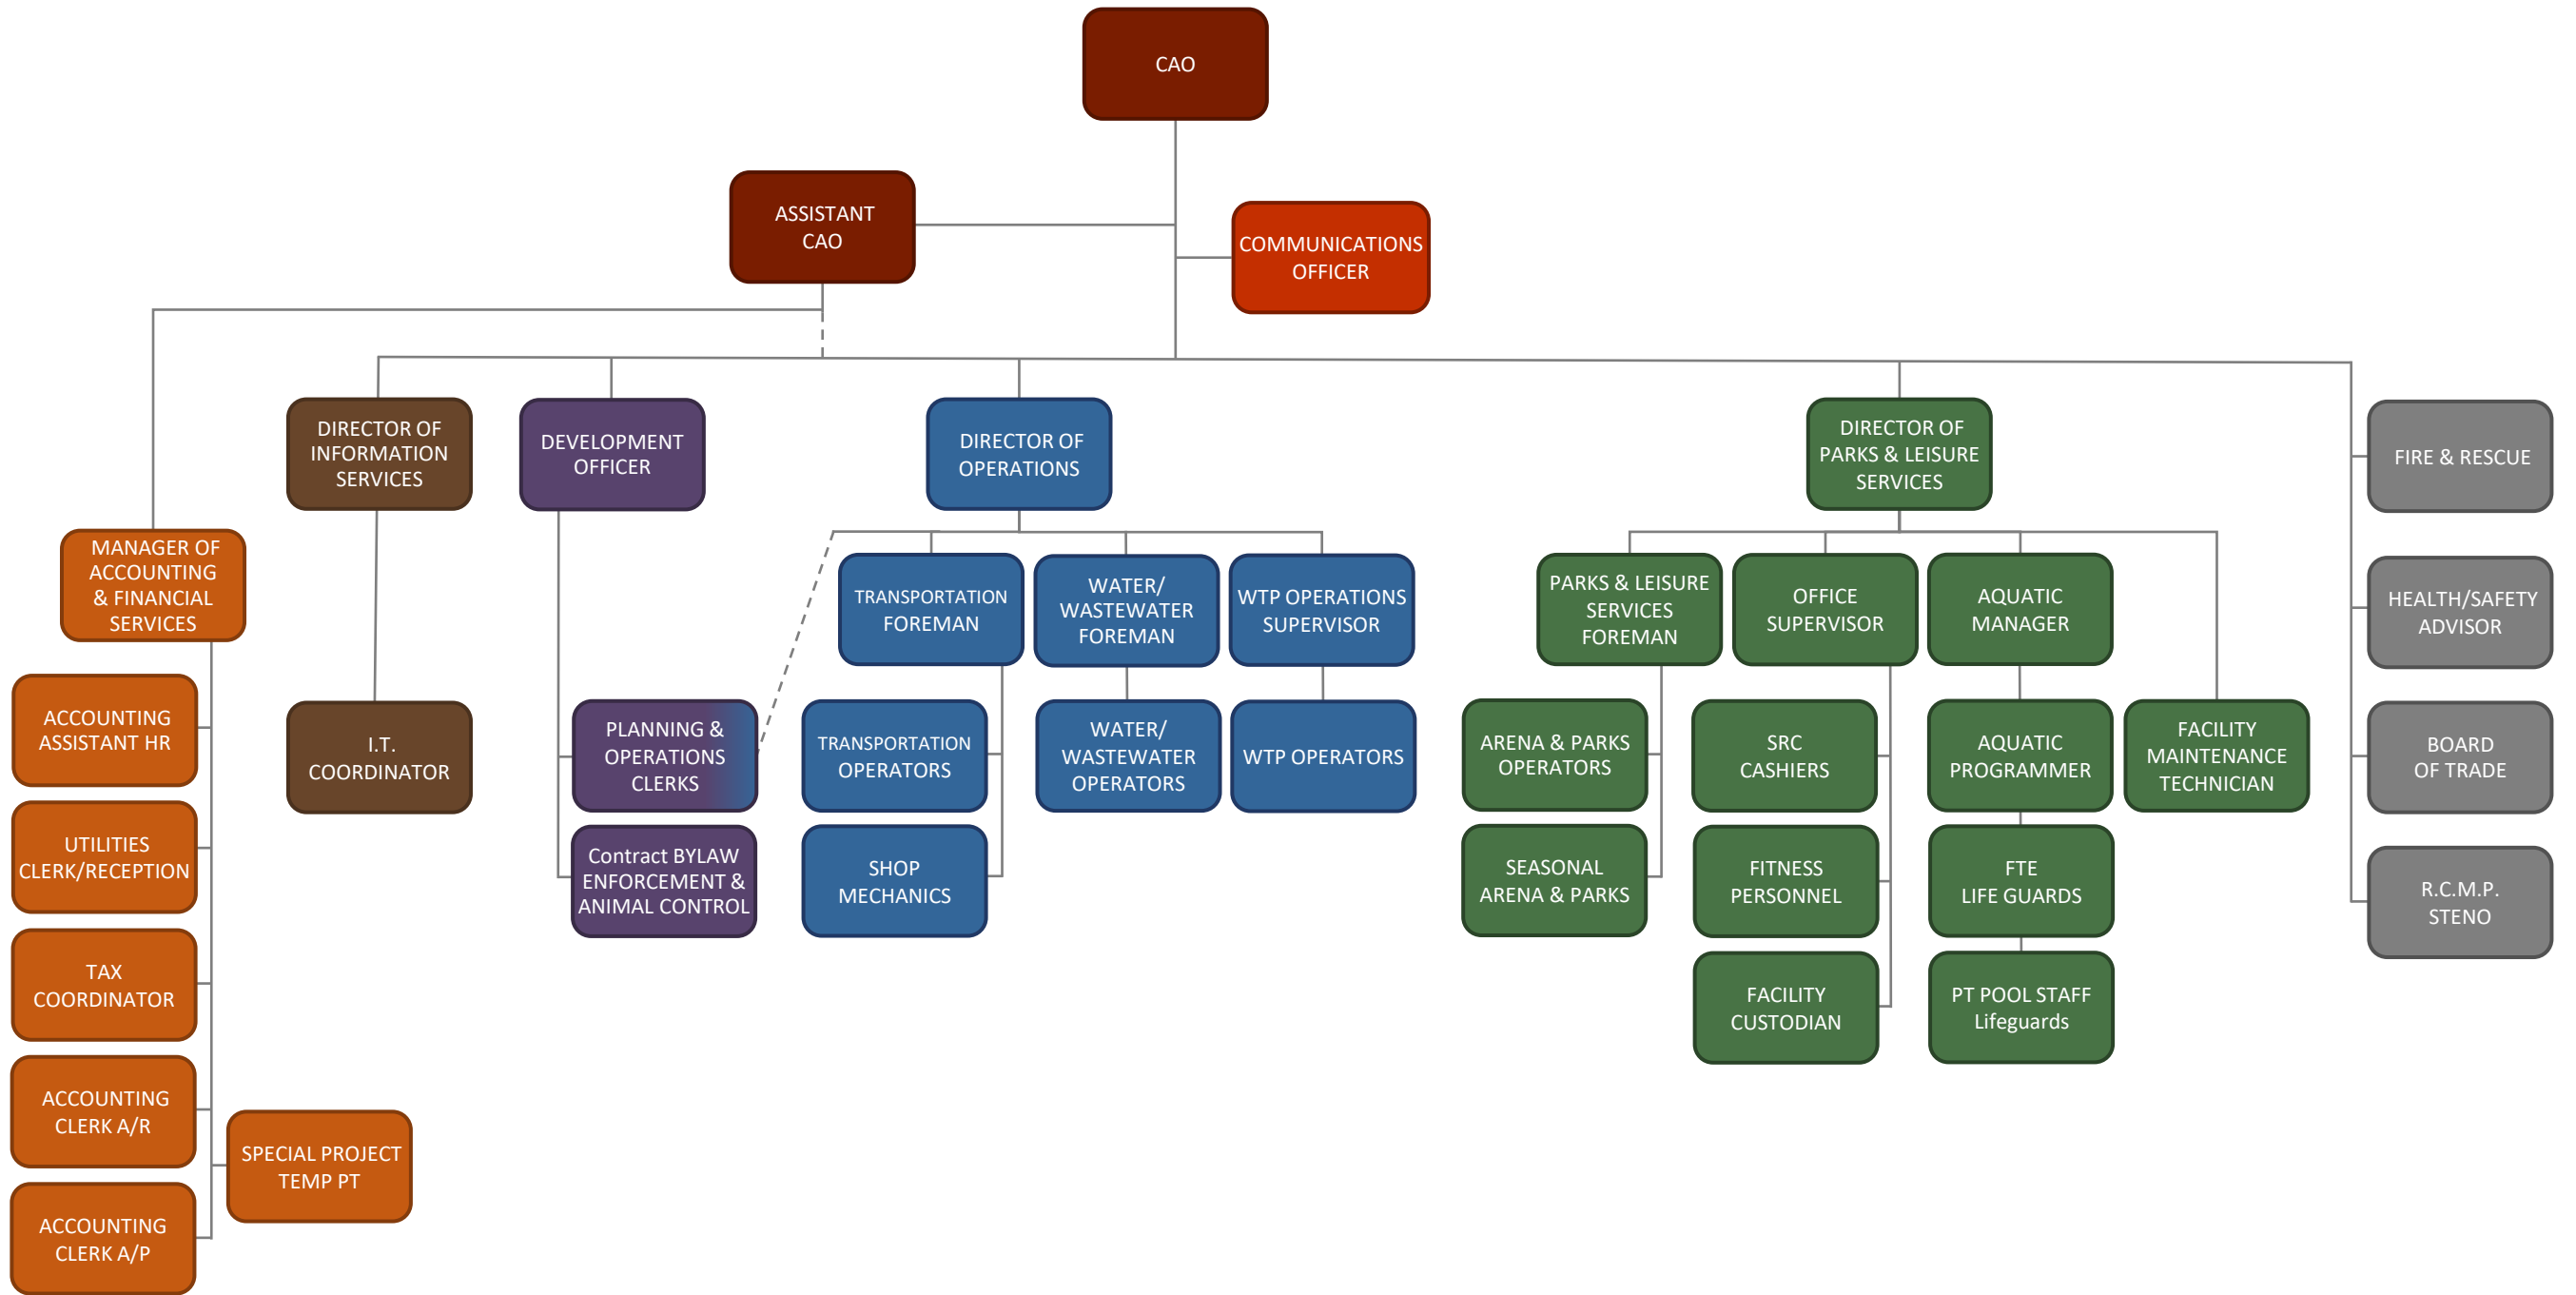 CAO
ASSISTANT
CAO
COMMUNICATIONS
OFFICER
DIRECTOR OF
INFORMATION
SERVICES
DEVELOPMENT
OFFICER
DIRECTOR OF
OPERATIONS
DIRECTOR OF
PARKS & LEISURE
SERVICES
FIRE & RESCUE
MANAGER OF
ACCOUNTING
& FINANCIAL
SERVICES
TRANSPORTATION
FOREMAN
WATER/
WASTEWATER
FOREMAN
WTP OPERATIONS
SUPERVISOR
PARKS & LEISURE
SERVICES
FOREMAN
OFFICE
SUPERVISOR
AQUATIC
MANAGER
HEALTH/SAFETY
ADVISOR
ACCOUNTING
ASSISTANT HR
I.T.
COORDINATOR
PLANNING &
OPERATIONS
CLERKS
TRANSPORTATION
OPERATORS
WATER/
WASTEWATER
OPERATORS
WTP OPERATORS
ARENA & PARKS
OPERATORS
SRC
CASHIERS
AQUATIC
PROGRAMMER
FACILITY
MAINTENANCE
TECHNICIAN
BOARD
OF TRADE
UTILITIES
CLERK/RECEPTION
Contract BYLAW
ENFORCEMENT &
ANIMAL CONTROL
SHOP
MECHANICS
SEASONAL
ARENA & PARKS
FITNESS
PERSONNEL
FTE
LIFE GUARDS
R.C.M.P.
STENO
TAX
COORDINATOR
FACILITY
CUSTODIAN
PT POOL STAFF
Lifeguards
ACCOUNTING
CLERK A/R
SPECIAL PROJECT
TEMP PT
ACCOUNTING
CLERK A/P